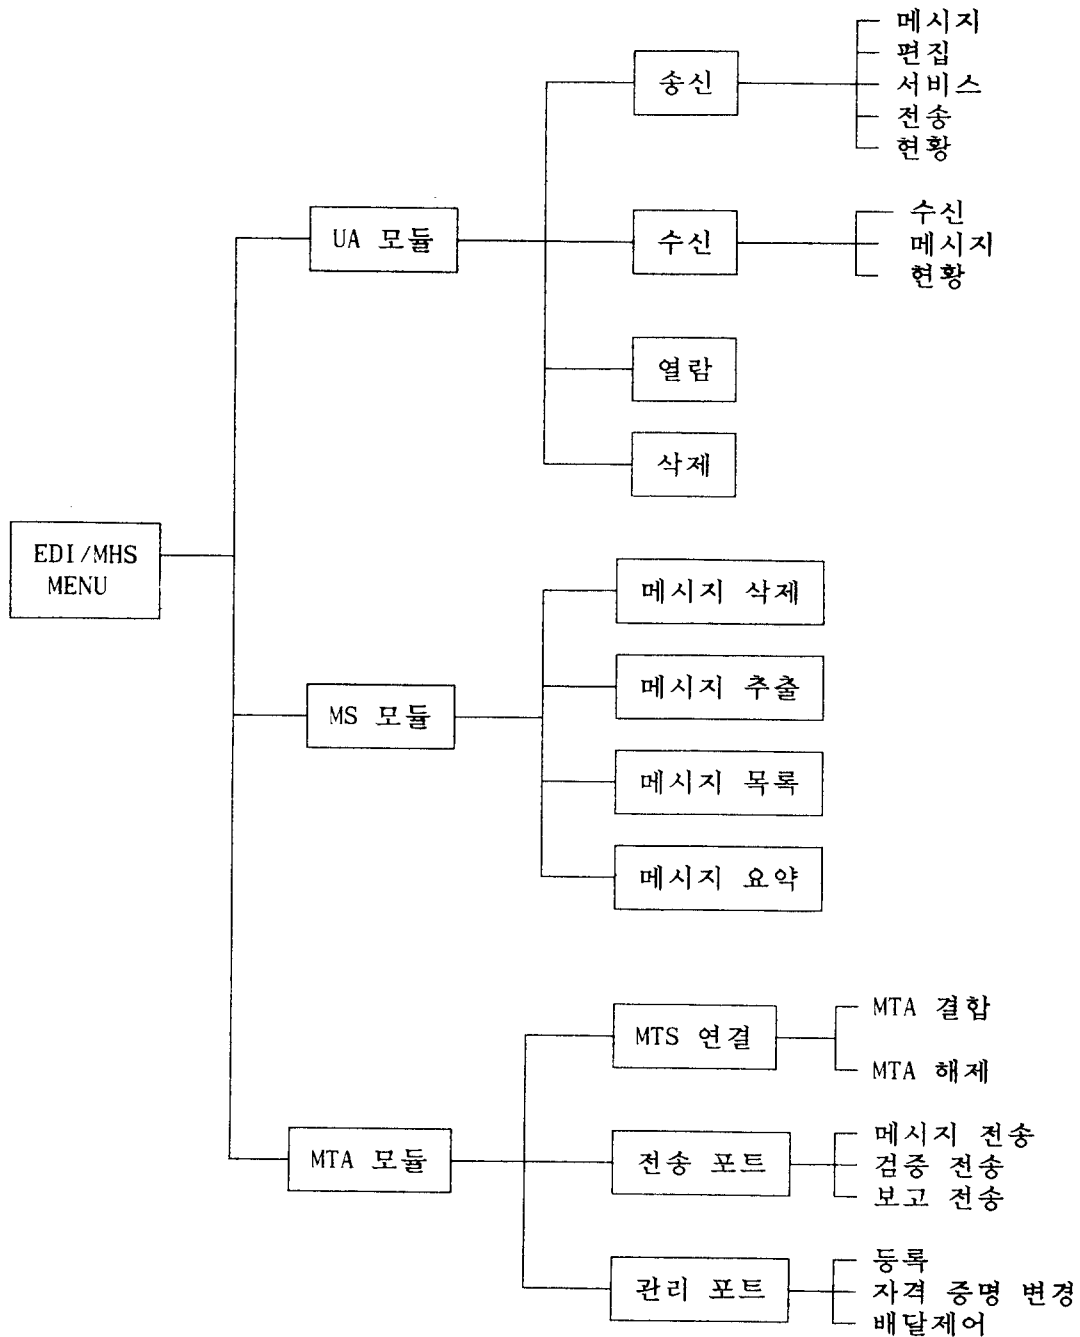 메시지
편집
서비스
전송
현황
송신
UA 모듈
수신
수신
메시지
현황
열람
삭제
EDI/MHS
MENU
메시지 삭제
메시지 추출
MS 모듈
메시지 목록
메시지 요약
MTS 연결
MTA 결합
MTA 해제
MTA 모듈
전송 포트
메시지 전송
검증 전송
보고 전송
관리 포트
등록
자격 증명 변경
배달제어